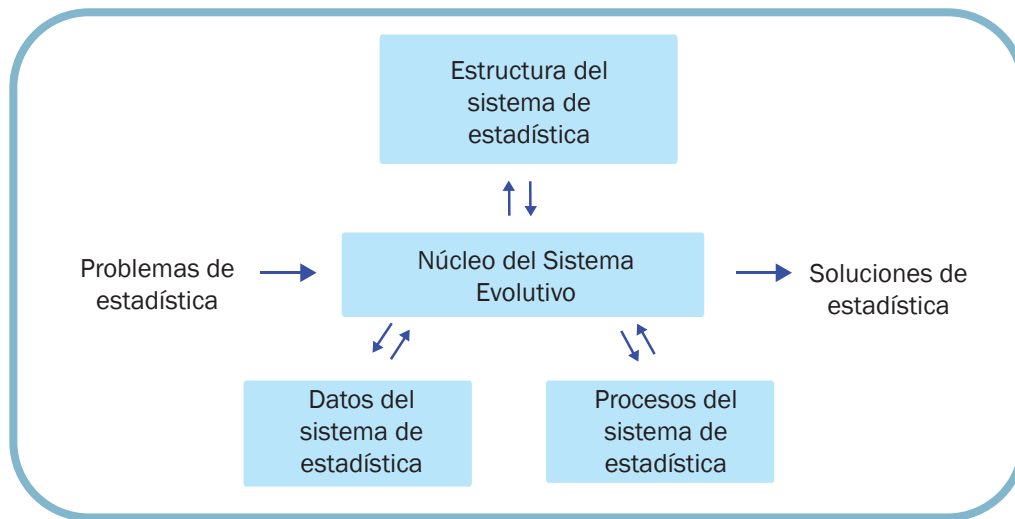 Estructura del
sistema de
estadística
Problemas de
estadística
Núcleo del Sistema
Evolutivo
Soluciones de
estadística
Datos del
sistema de
estadística
Procesos del
sistema de
estadística